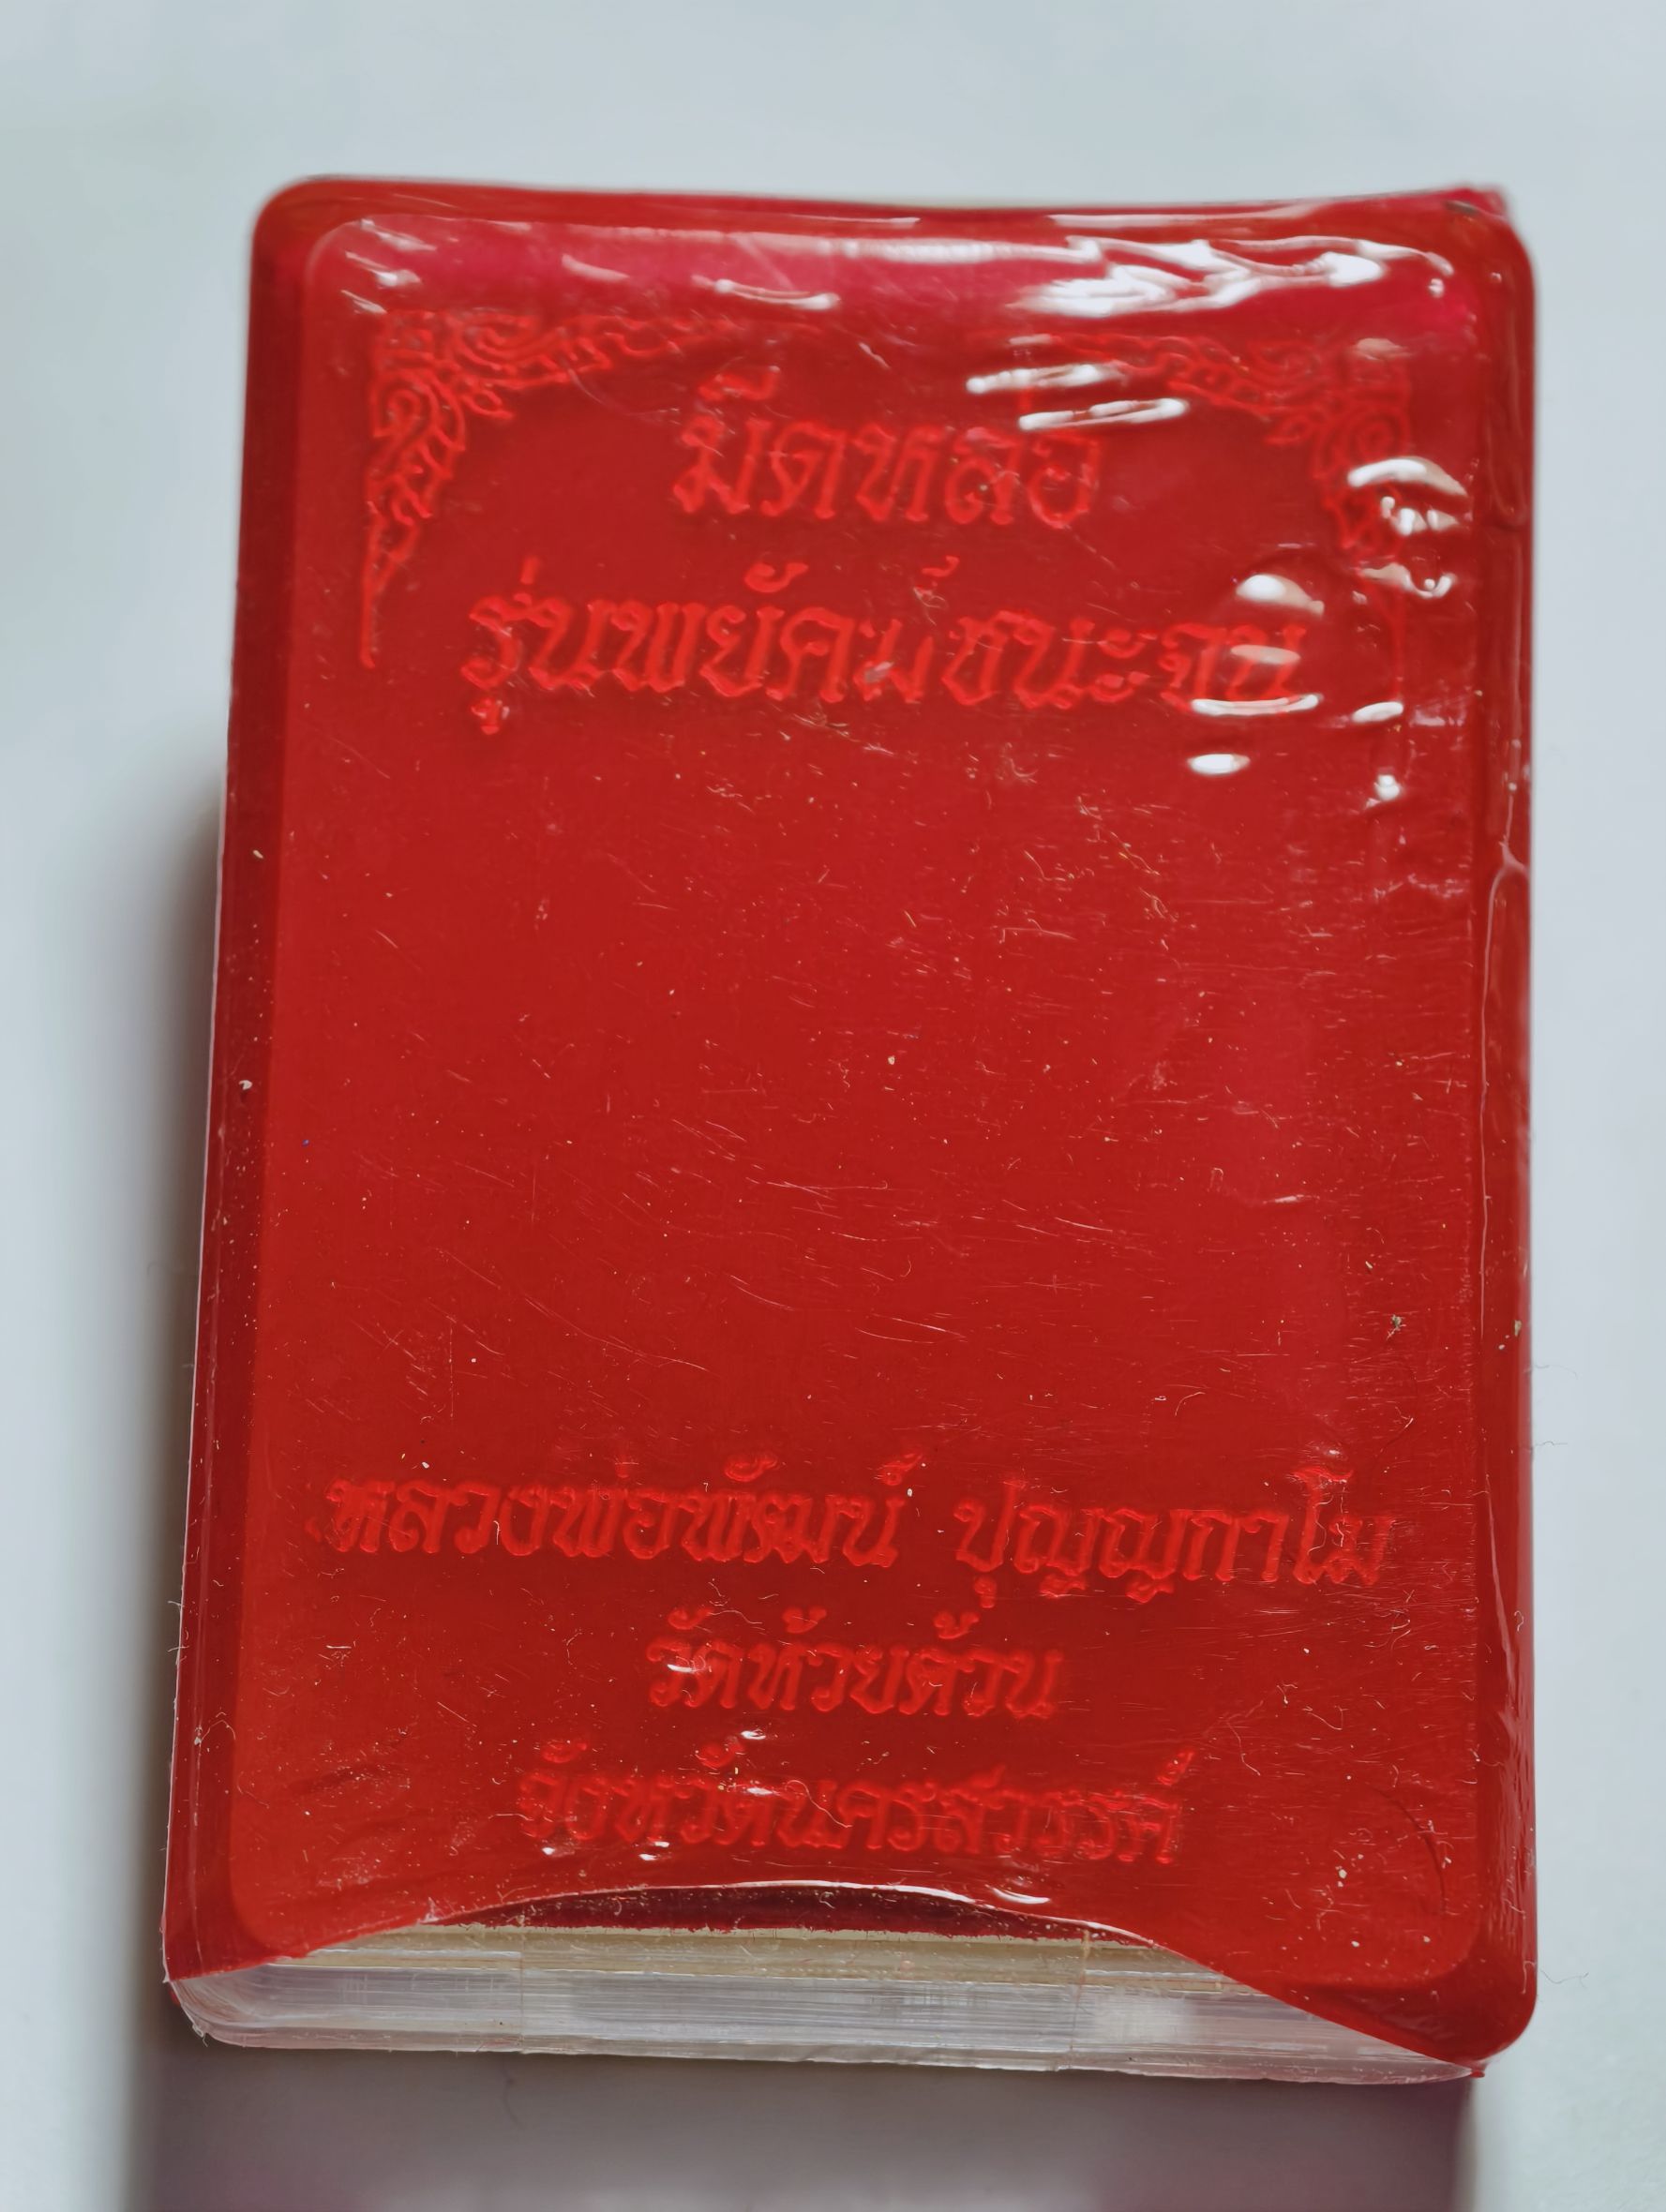 มีดหล่อ
รุ่นพยัคฆ์ชนะจน
หลวงพ่อพัฒน์ ปุญญกาโม
วัดห้วยด้วน
จังหวัดนครสวรรค์